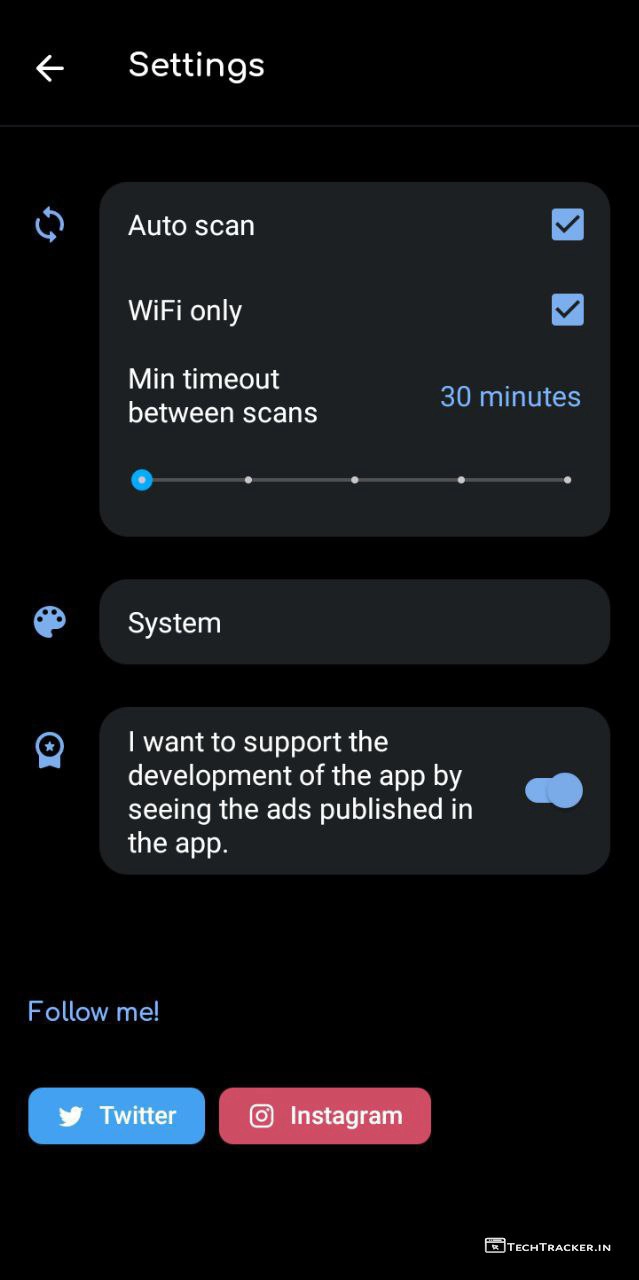 Settings
Auto scan
WiFi only
Min timeout
between scans
30 minutes
System
I want to support the
development of the app by
seeing the ads published in
the app.
Follow me!
Twitter
Instagram
TECHTRACKER.IN